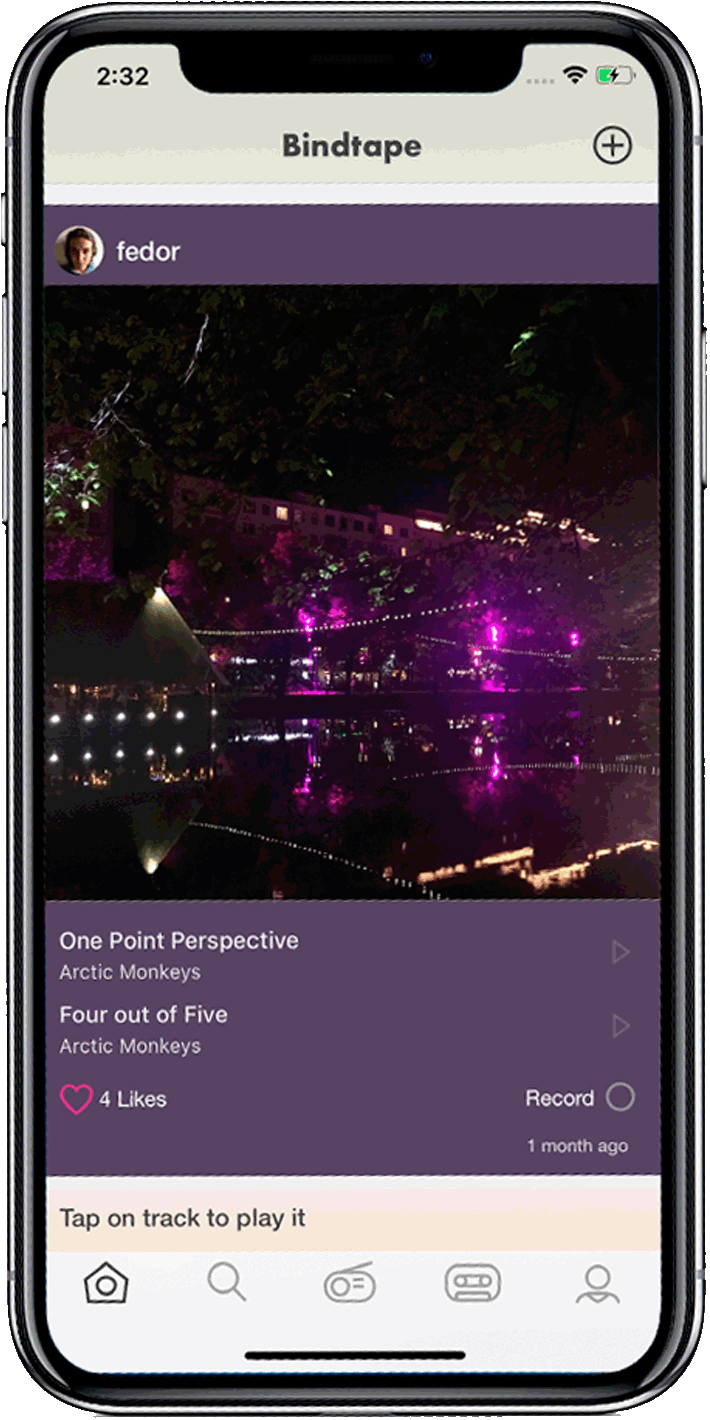 2:32
Bindtape
fedor
One Point Perspective
Arctic Monkeys
Four out of Five
Arctic Monkeys
4 Likes
Record
1 month ago
Tap on track to play it